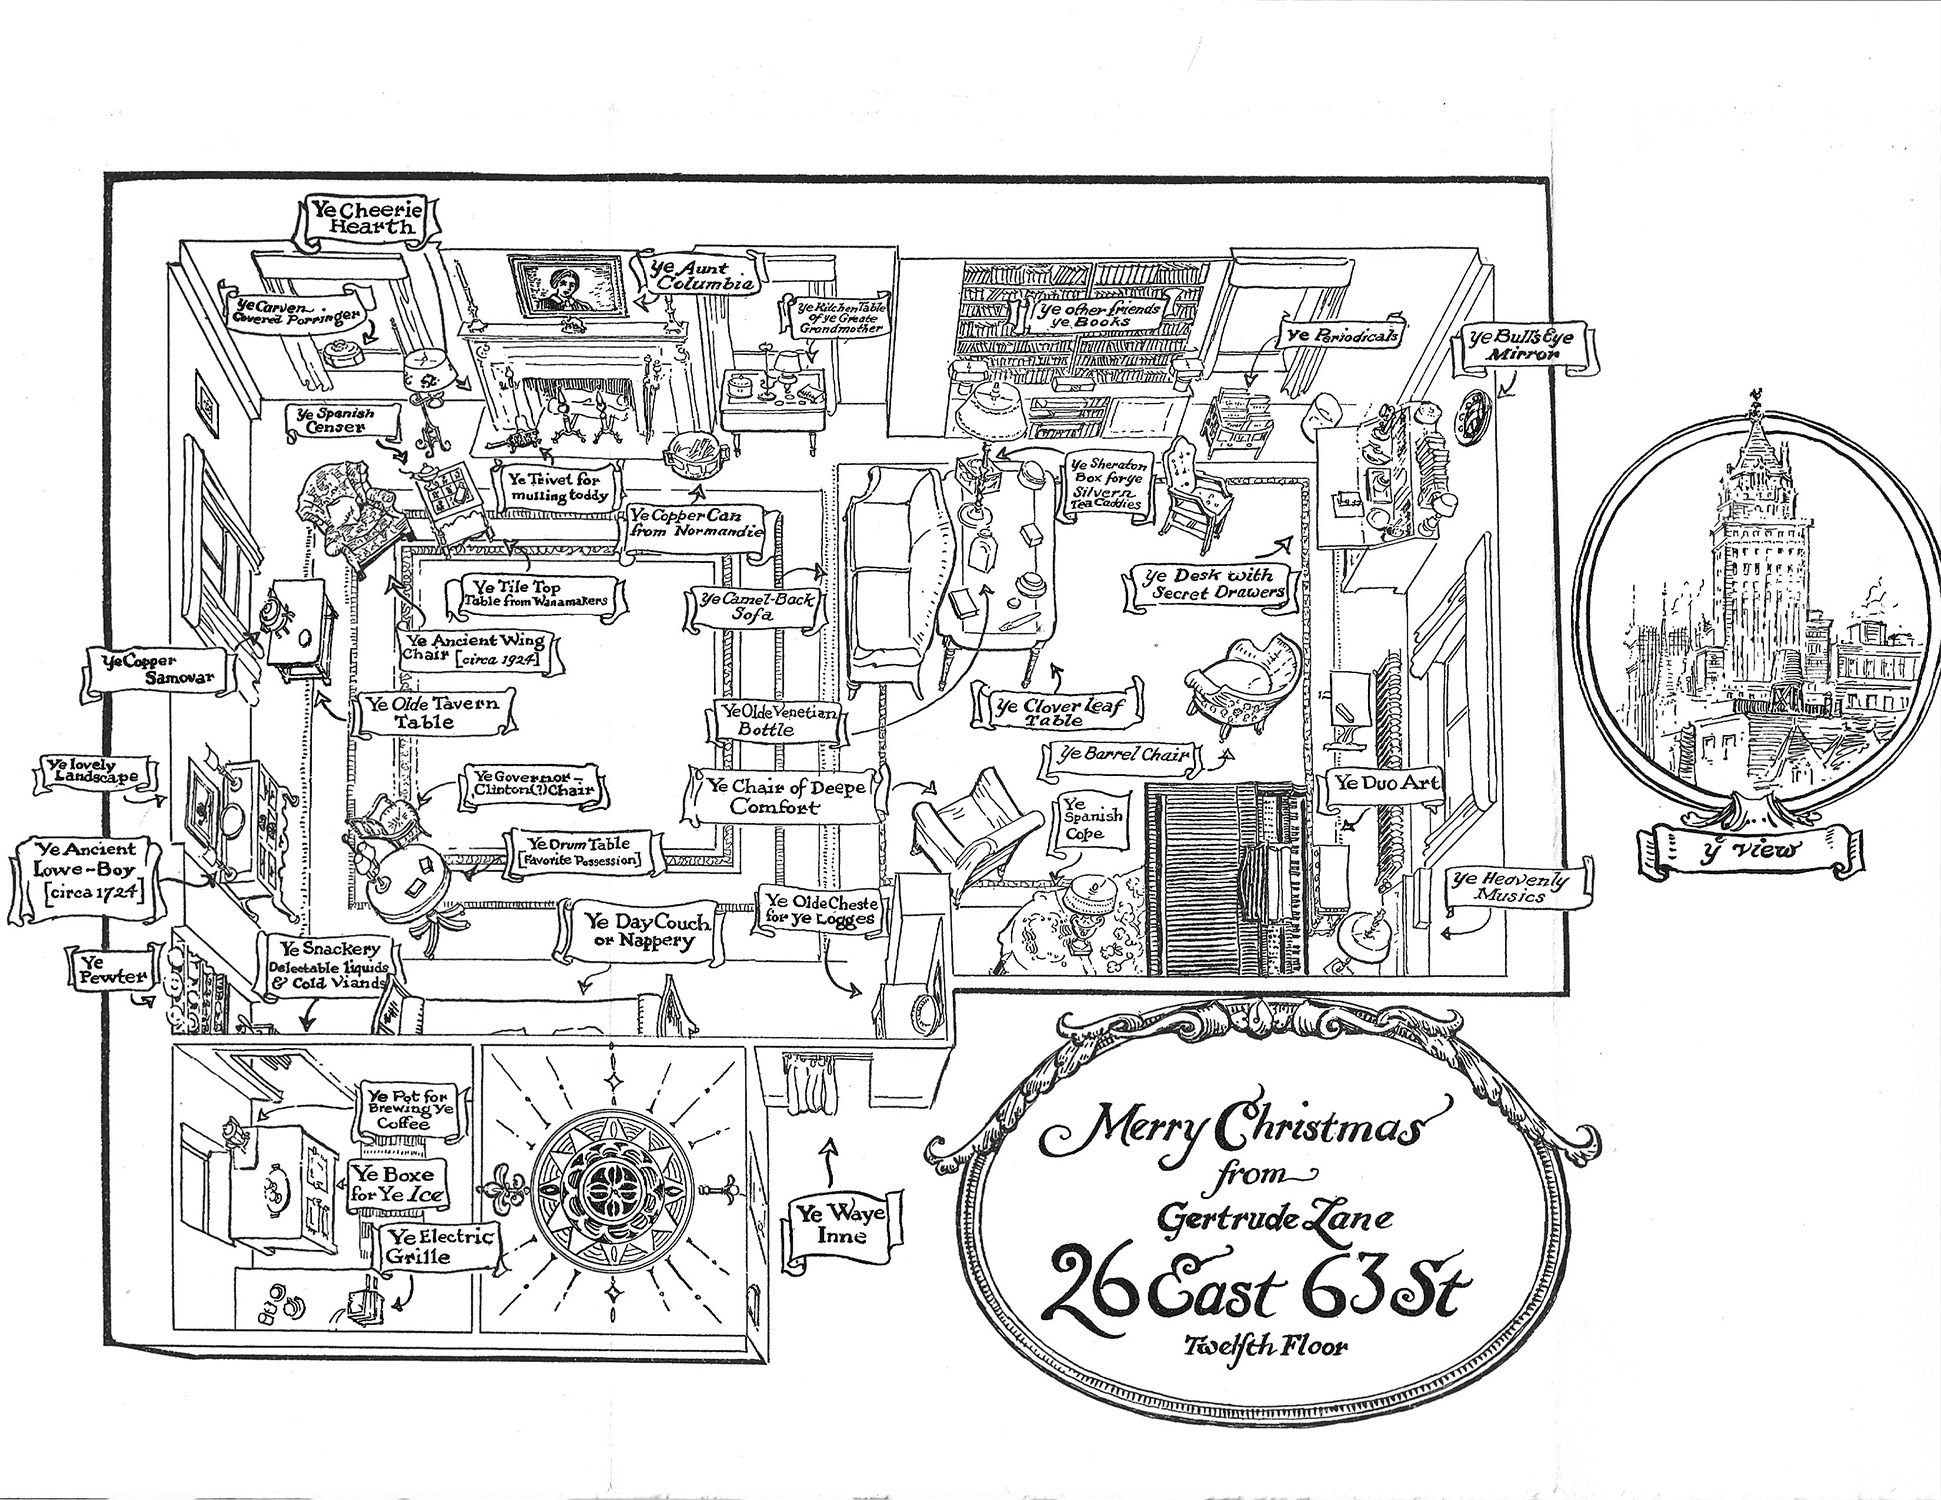 Ye Cheerie
Hearth
Ye Aunt
Columbia
Ye Carven
Covered Porringer
Ye Kitchen Table
of ye Greate
Grandmother
Ye other friends
ye Books
Ye Periodicals
Ye Bull's Eye
Mirror
Ye Spanish
Censer
Ye Trivet for
mulling toddy
Ye Copper Can
from Normandie
Ye Sheraton
Box for ye
Silvern
Tea Caddies
Ye Tile Top
Table from Wanamakers
Ye Camel-Back
Sofa
Ye Desk with
Secret Drawers
Ye Ancient Wing
Chair [circa 1924]
Ye Copper
Samovar
Ye Olde Tavern
Table
Ye Olde Venetian
Bottle
Ye Clover Leaf
Table
Ye Barrel Chair
Ye lovely
Landscape
Ye Governor-
Clinton(?) Chair
Ye Chair of Deepe
Comfort
Ye
Spanish
Cope
Ye Duo Art
Ye Ancient
Lowe-Boy
[circa 1724]
Ye Drum Table
[Favorite Possession]
Ye Heavenly
Musics
Ye Day Couch
or Nappery
Ye Olde Cheste
for ye Logges
Ye
Pewter
Ye Snackery
Delectable liquids
& Cold Viands
Ye Pot for
Brewing Ye
Coffee
Ye Boxe
for Ye Ice
Ye Electric
Grille
Ye Waye
Inne
y view
Merry Christmas
from
Gertrude Lane
26 East 63 St
Twelfth Floor